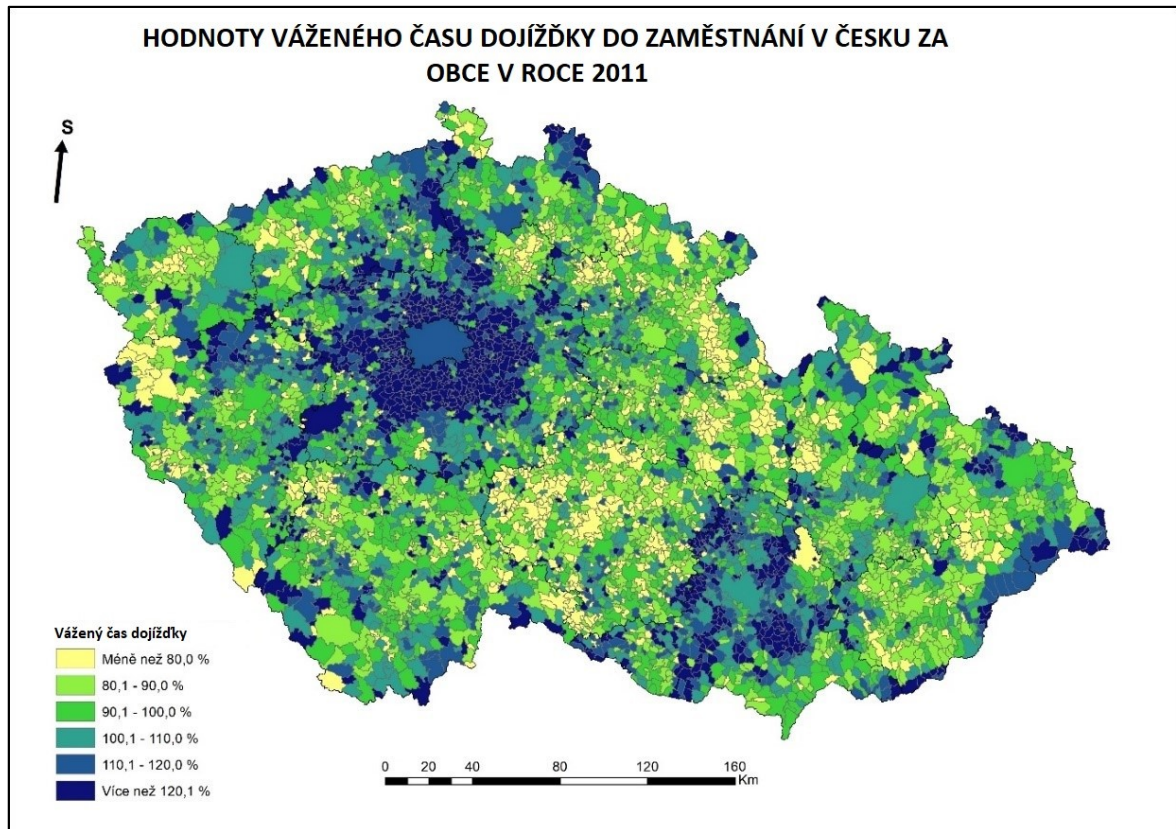 HODNOTY VÁŽENÉHO ČASU DOJÍŽĎKY DO ZAMĚSTNÁNÍ V ČESKU ZA
OBCE V ROCE 2011
S
Vážený čas dojížďky
Méně než 80,0 %
80,1 - 90,0 %
90,1 - 100,0 %
100,1 - 110,0 %
110,1 - 120,0 %
Více než 120,1 %
0 20 40 80 120 160
Km